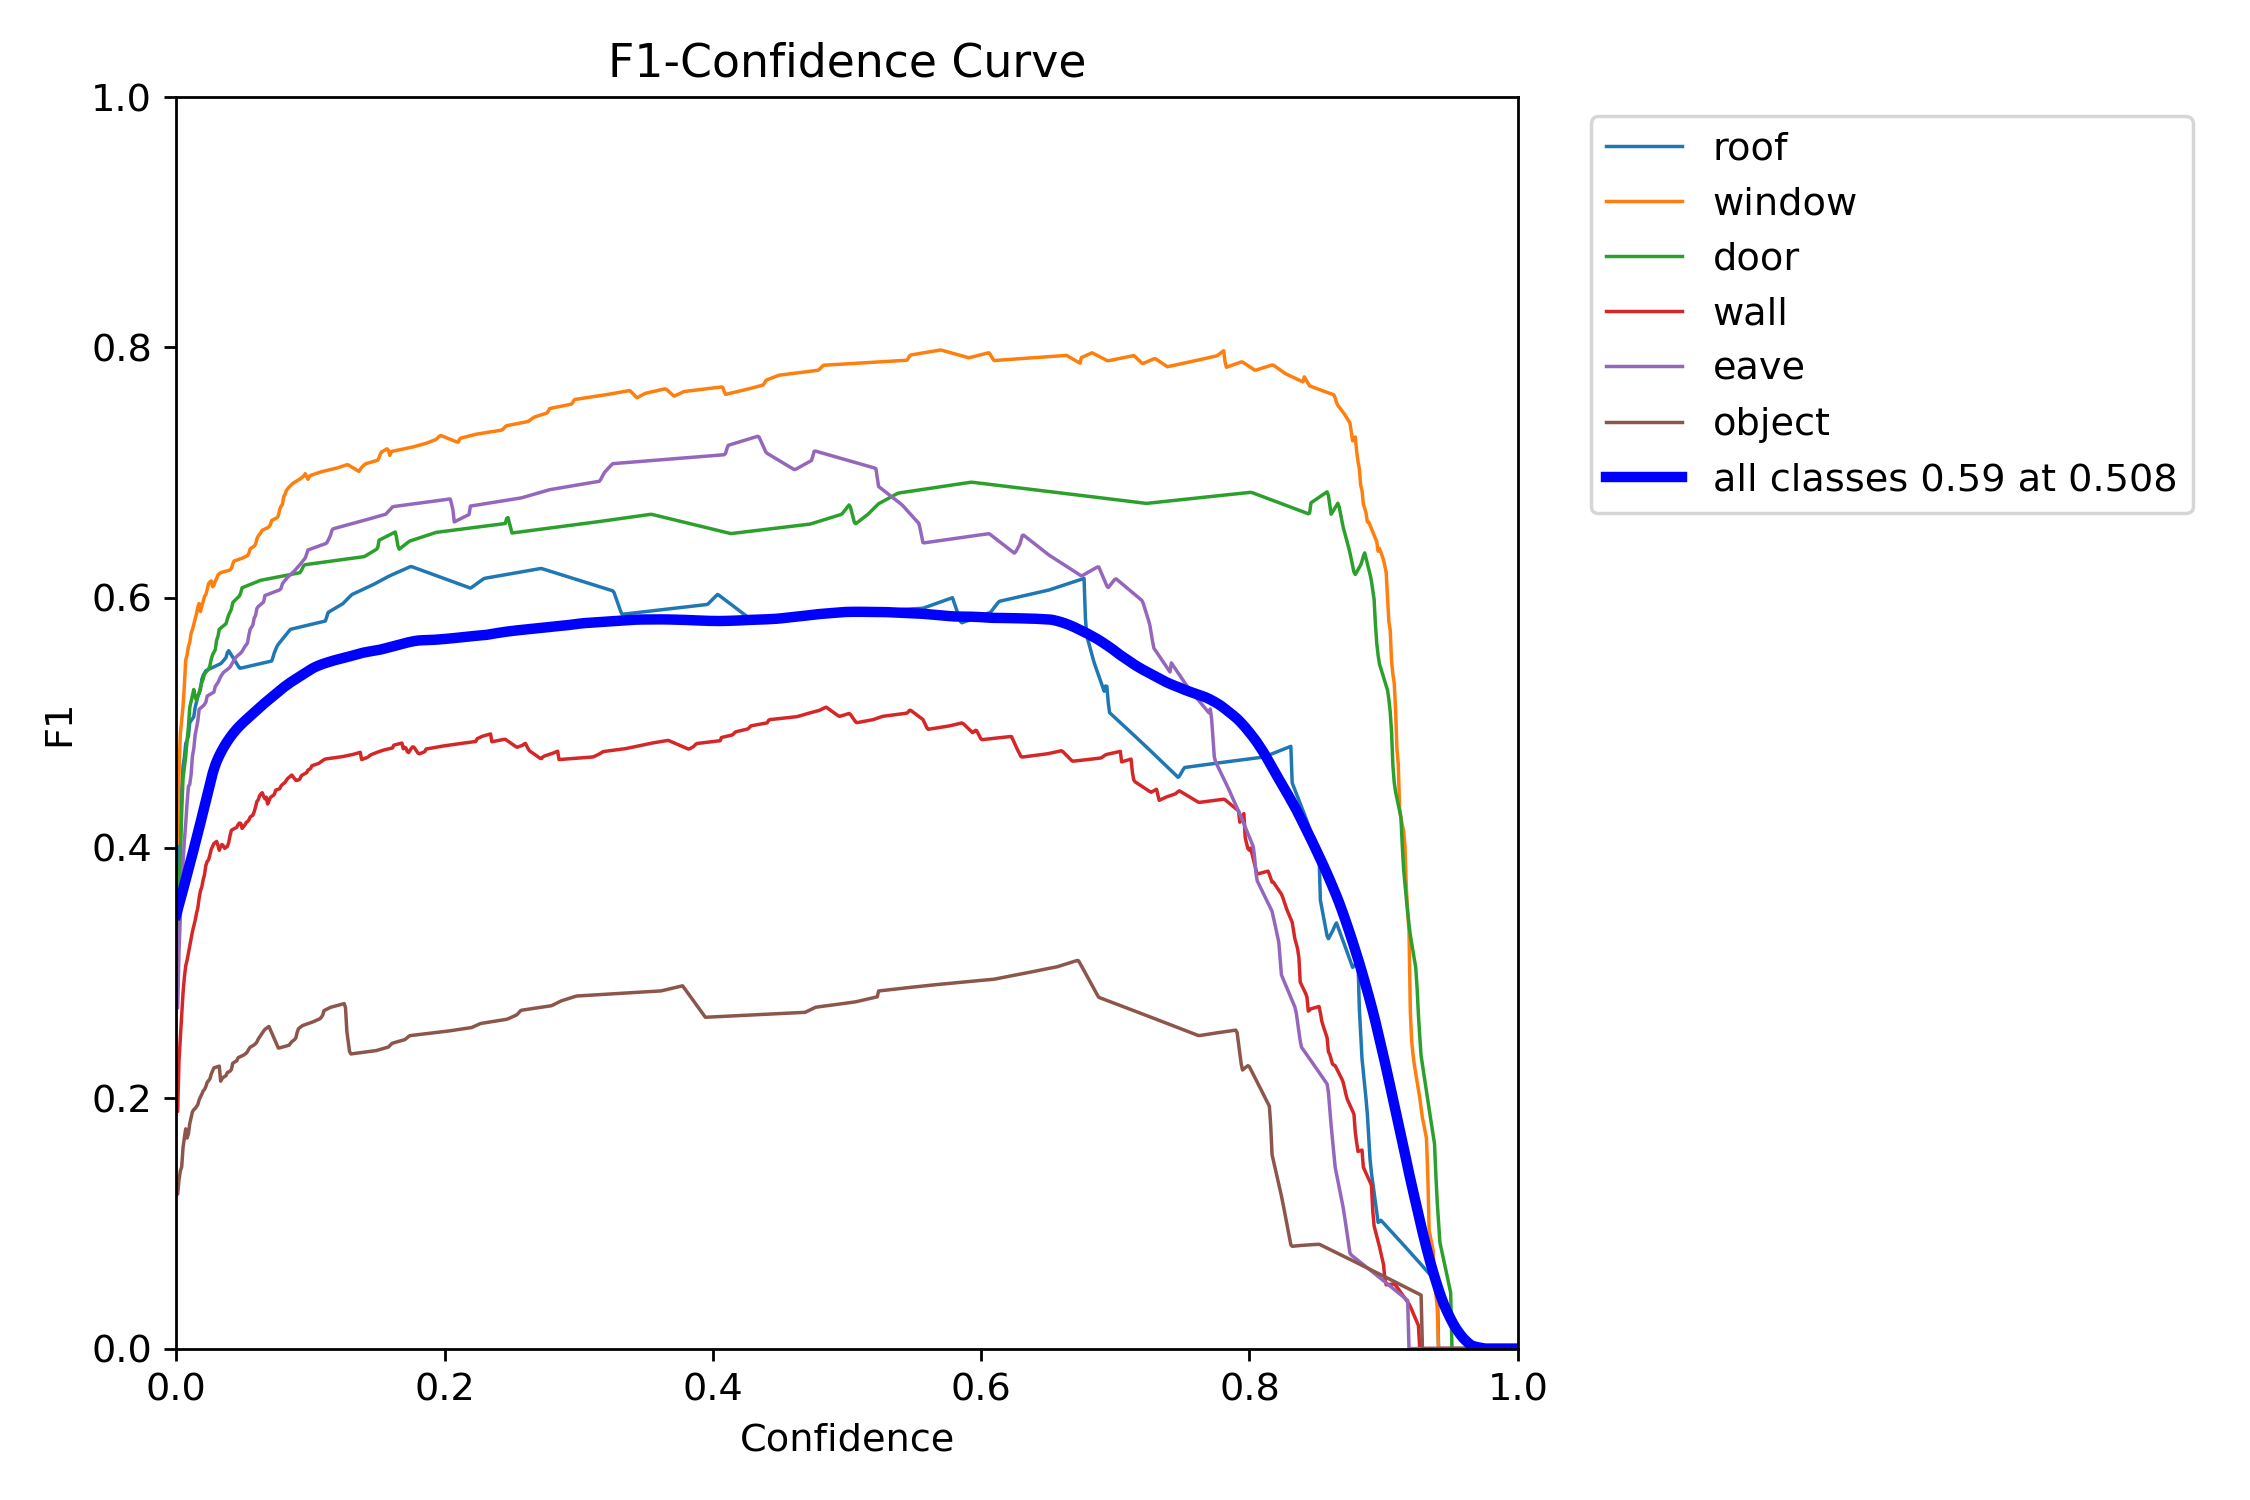 F1-Confidence Curve
1.0
0.8
0.6
0.4
0.2
0.0
F1
0.0 0.2 0.4 0.6 0.8 1.0
Confidence
roof
window
door
wall
eave
object
all classes 0.59 at 0.508